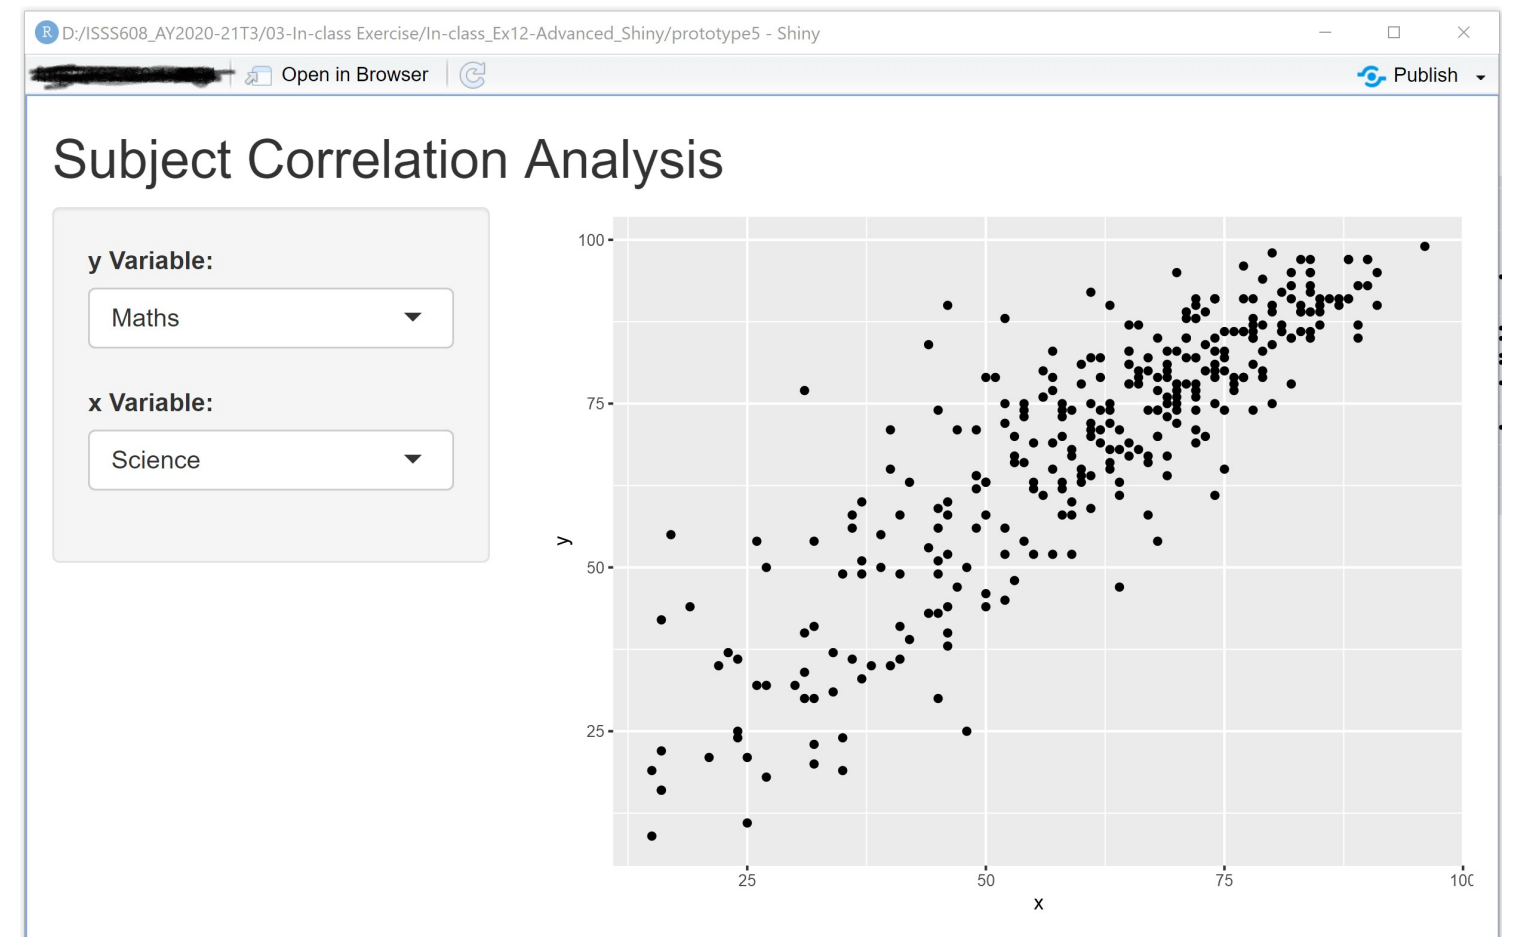 D:/ISSS608_AY2020-21T3/03-In-class Exercise/In-class_Ex12-Advanced_Shiny/prototype5 - Shiny
Open in Browser
Publish
Subject Correlation Analysis
y Variable:
Maths
x Variable:
Science
100
75
50
25
y
25
50
75
100
x